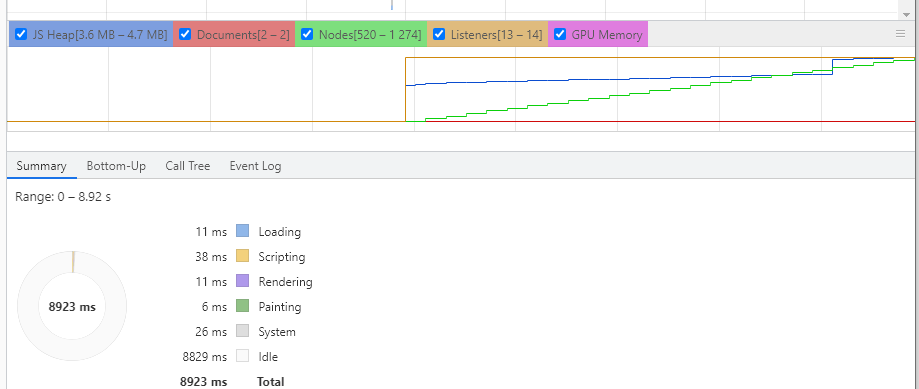 JS Heap[3.6 MB – 4.7 MB] Documents[2 – 2] Nodes[520 – 1 274] Listeners[13 – 14] GPU Memory
Summary Bottom-Up Call Tree Event Log
Range: 0 – 8.92 s
11 ms Loading
38 ms Scripting
11 ms Rendering
8923 ms
6 ms Painting
26 ms System
8829 ms Idle
8923 ms Total